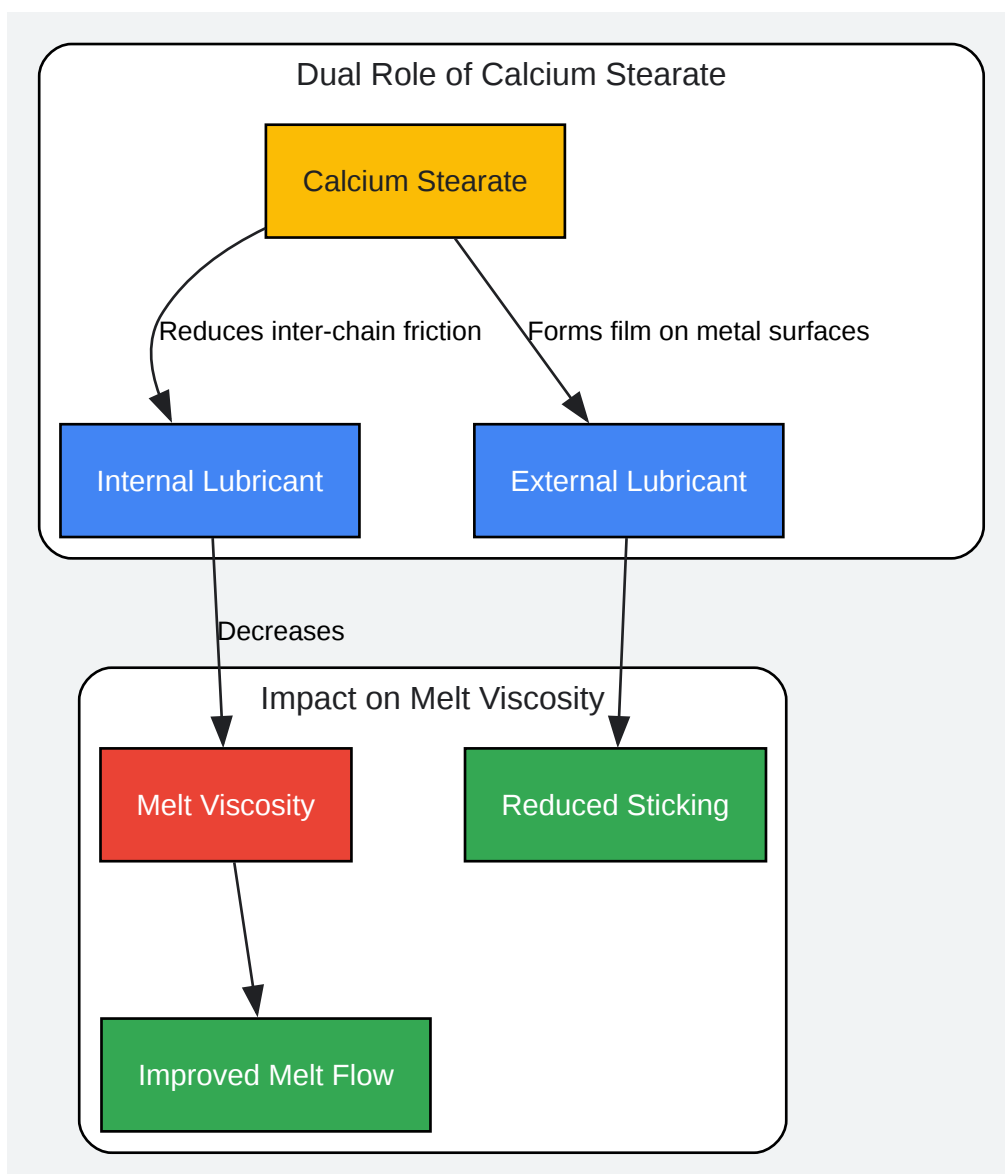 Dual Role of Calcium Stearate
Calcium Stearate
Reduces inter-chain friction
Forms film on metal surfaces
Internal Lubricant
External Lubricant
Decreases
Impact on Melt Viscosity
Melt Viscosity
Reduced Sticking
Improved Melt Flow